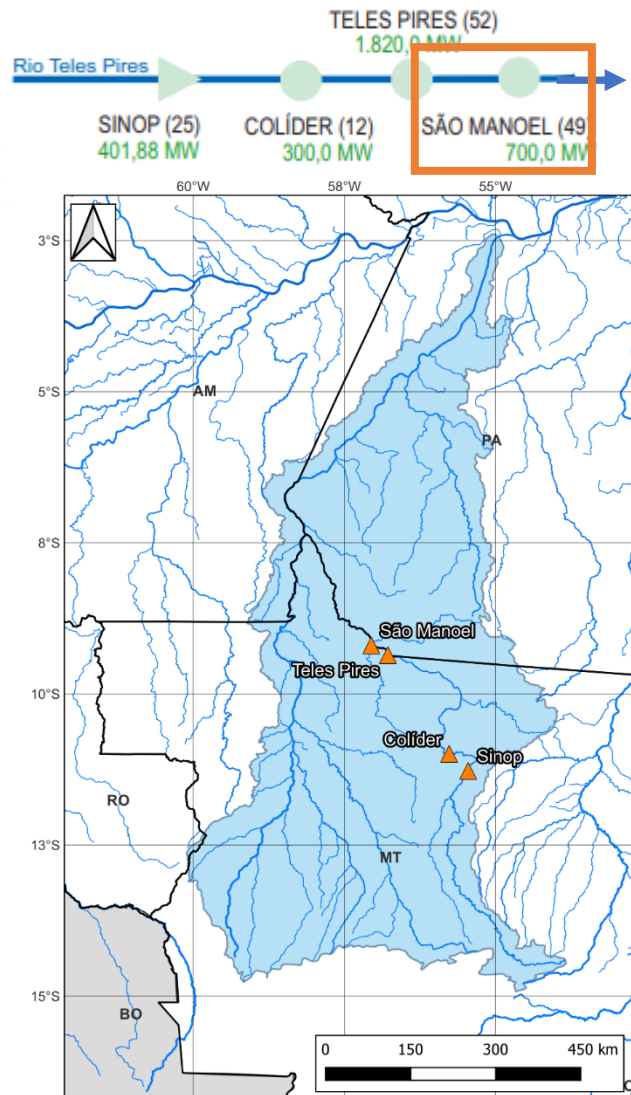 TELES PIRES (52)
1.820,0 MW
Rio Teles Pires
SINOP (25)
401,88 MW
COLÍDER (12)
300,0 MW
SÃO MANOEL (49)
700,0 MW
60°W
58°W
55°W
3°S
5°S
8°S
10°S
13°S
15°S
AM
PA
São Manoel
Teles Pires
Colíder
Sinop
RO
MT
BO
0 150 300 450 km